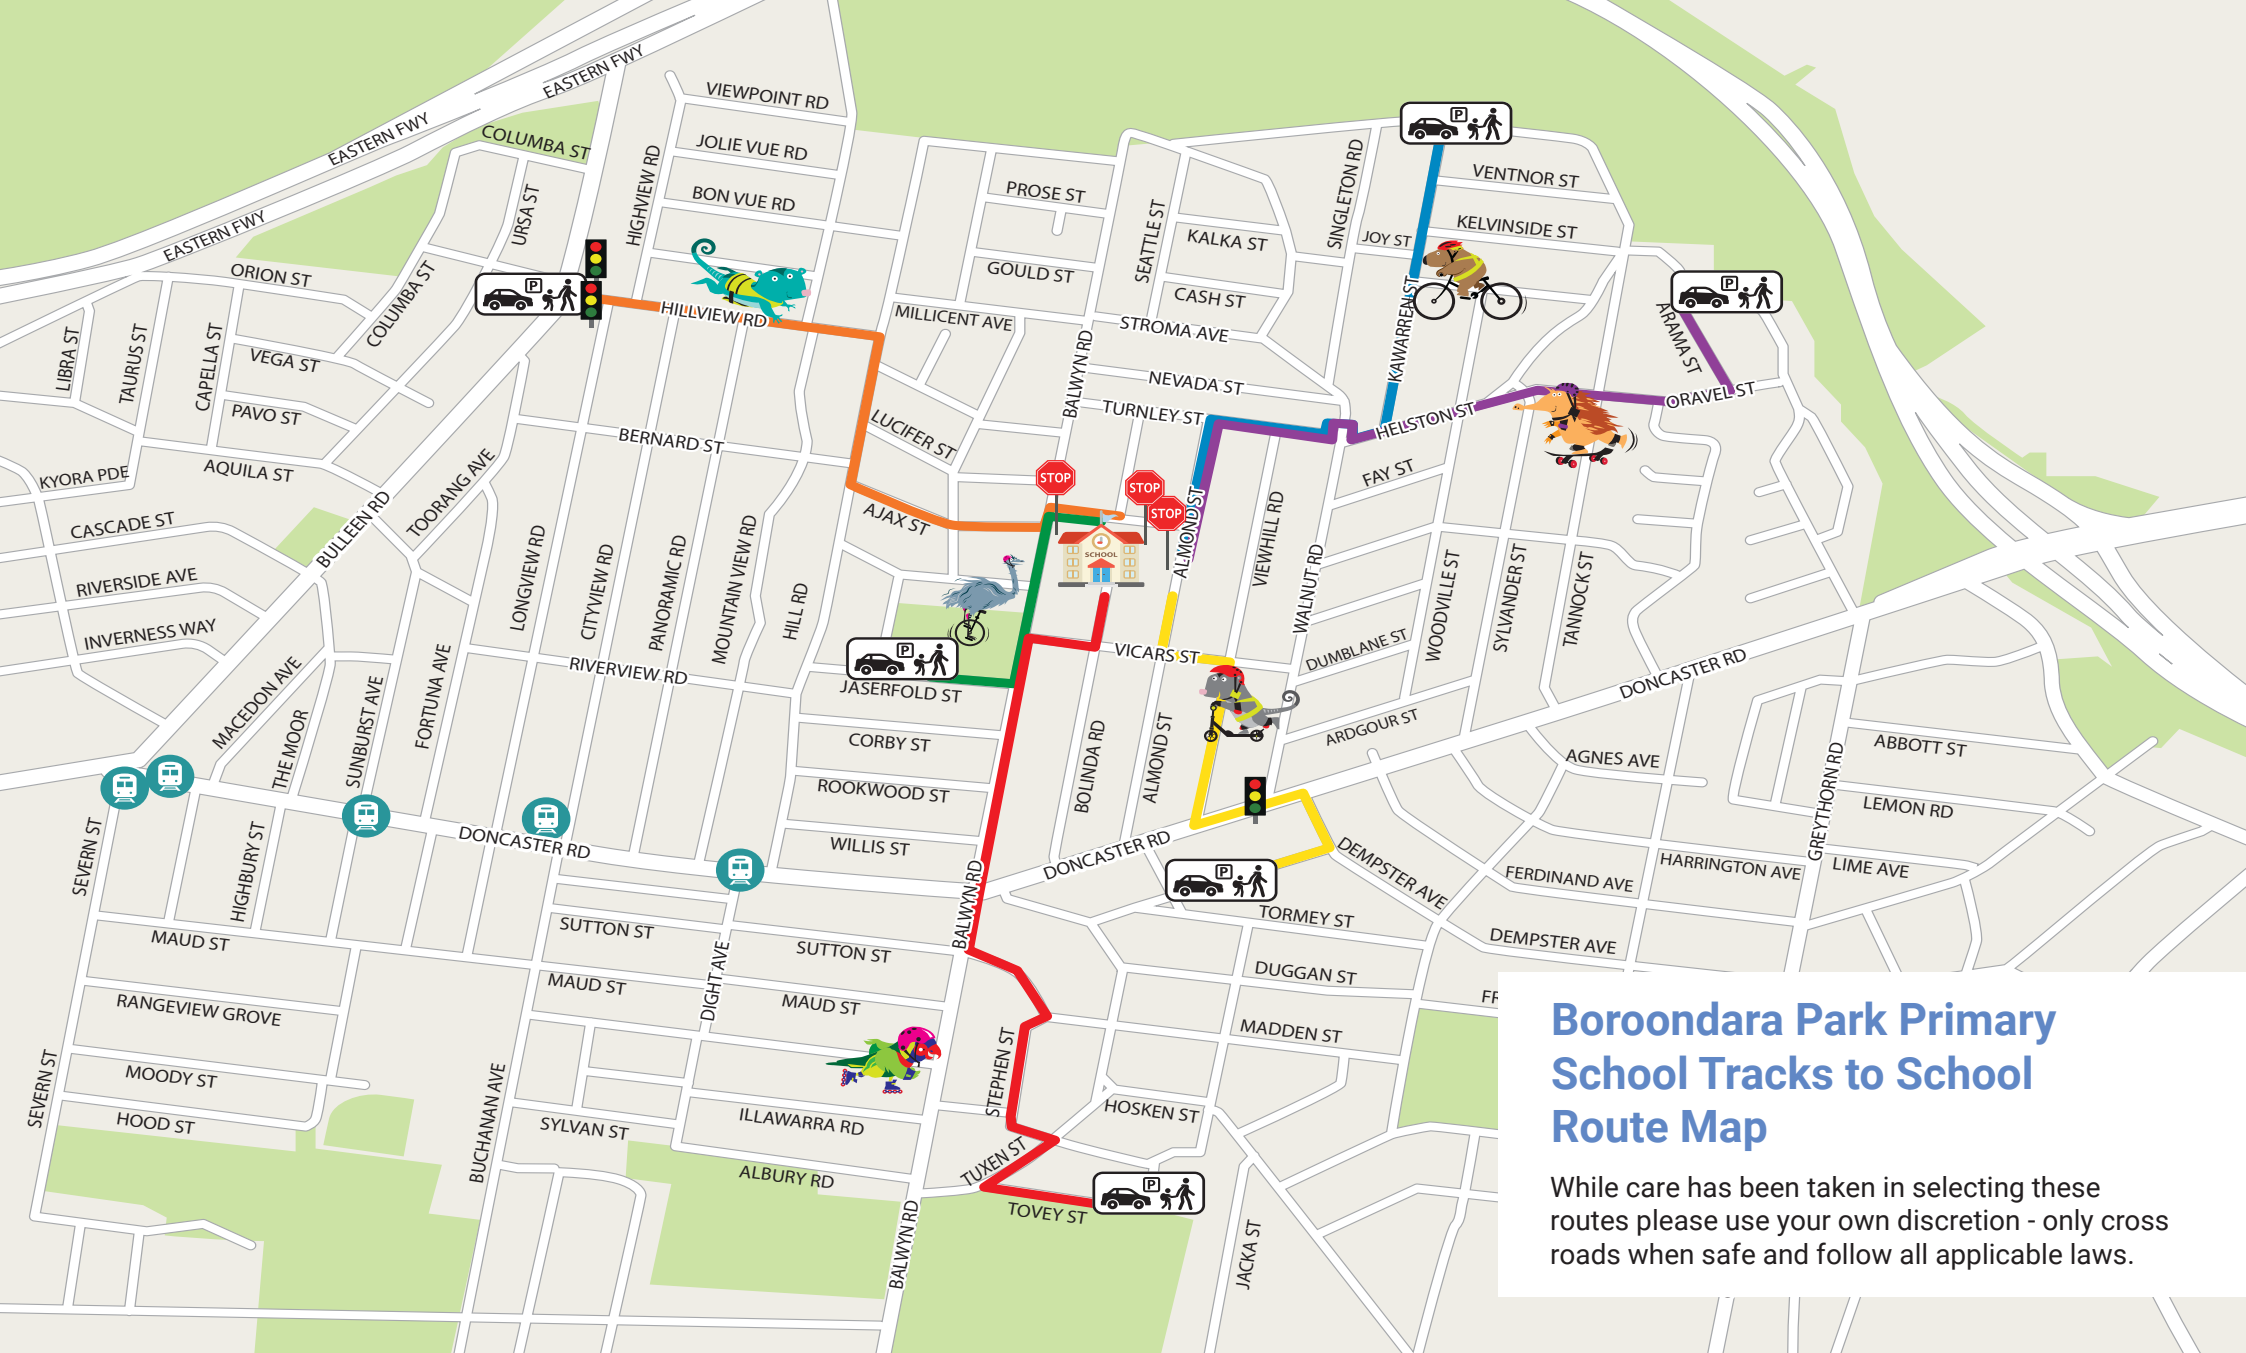 EASTERN FWY
EASTERN FWY
EASTERN FWY
VIEWPOINT RD
JOLIE VUE RD
BON VUE RD
HIGHVIEW RD
COLUMBA ST
URSA ST
COLUMBA ST
ORION ST
LIBRA ST
TAURUS ST
CAPELLA ST
VEGA ST
PAVO ST
AQUILA ST
KYORA PDE
CASCADE ST
RIVERSIDE AVE
INVERNESS WAY
BULLEEN RD
TOORANG AVE
HILLVIEW RD
BERNARD ST
MILLICENT AVE
LUCIFER ST
AJAX ST
PROSE ST
GOULD ST
SEATTLE ST
KALKA ST
CASH ST
STROMA AVE
NEVADA ST
TURNLEY ST
BALWYN RD
SINGLETON RD
JOY ST
VENTNOR ST
KELVINSIDE ST
KAWARREN ST
HELSTON ST
ORAVEL ST
ARAMA ST
FAY ST
P
P
P
P
P
P
P
STOP
STOP
STOP
SCHOOL
ALMOND ST
VIEWHILL RD
WALNUT RD
WOODVILLE ST
SYLVANDER ST
TANNOCK ST
DUMBLANE ST
ARDGOUR ST
VICARS ST
LONGVIEW RD
CITYVIEW RD
PANORAMIC RD
MOUNTAIN VIEW RD
HILL RD
RIVERVIEW RD
JASERFOLD ST
CORBY ST
ROOKWOOD ST
WILLIS ST
MACEDON AVE
THE MOOR
SUNBURST AVE
FORTUNA AVE
BOLINDA RD
ALMOND ST
DONCASTER RD
DONCASTER RD
DONCASTER RD
AGNES AVE
ABBOTT ST
LEMON RD
LIME AVE
GREYTHORN RD
HARRINGTON AVE
FERDINAND AVE
DEMPSTER AVE
DEMPSTER AVE
TORMEY ST
DUGGAN ST
MADDEN ST
HOSKEN ST
SEVERN ST
HIGHBURY ST
MAUD ST
RANGEVIEW GROVE
MOODY ST
HOOD ST
SEVERN ST
SUTTON ST
SUTTON ST
MAUD ST
MAUD ST
DIGHT AVE
BALWYN RD
BUCHANAN AVE
SYLVAN ST
ILLAWARRA RD
ALBURY RD
STEPHEN ST
TUXEN ST
TOVEY ST
BALWYN RD
JACKA ST
FR
Boroondara Park Primary
School Tracks to School
Route Map
While care has been taken in selecting these
routes please use your own discretion - only cross
roads when safe and follow all applicable laws.